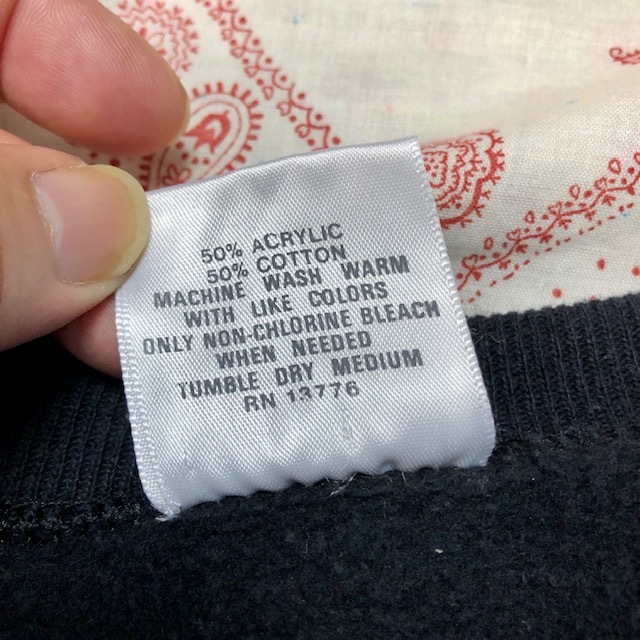 50% ACRYLIC
50% COTTON
MACHINE WASH WARM
WITH LIKE COLORS
ONLY NON-CHLORINE BLEACH
WHEN NEEDED
TUMBLE DRY MEDIUM
RN 13776